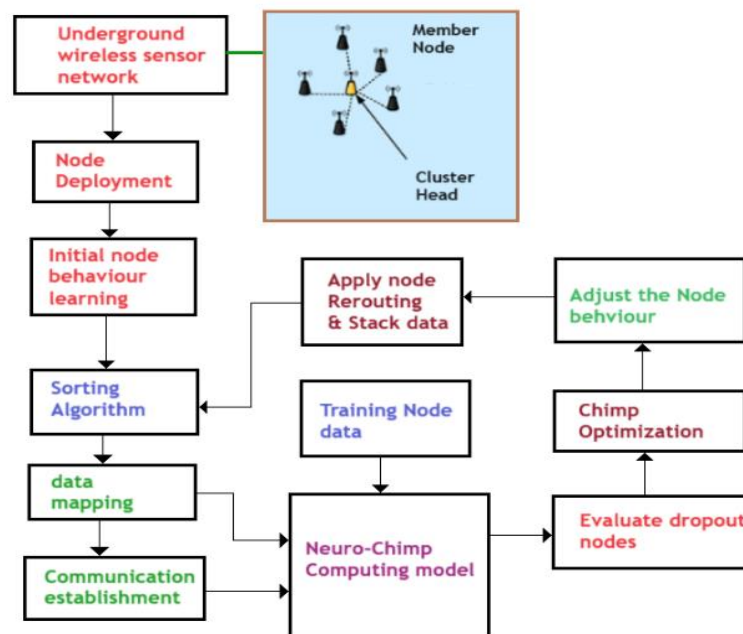 Underground
wireless sensor
network
Member
Node
Cluster
Head
Node
Deployment
Initial node
behaviour
learning
Apply node
Rerouting
& Stack data
Adjust the Node
behviour
Sorting
Algorithm
Training Node
data
Chimp
Optimization
data
mapping
Neuro-Chimp
Computing model
Evaluate dropout
nodes
Communication
establishment